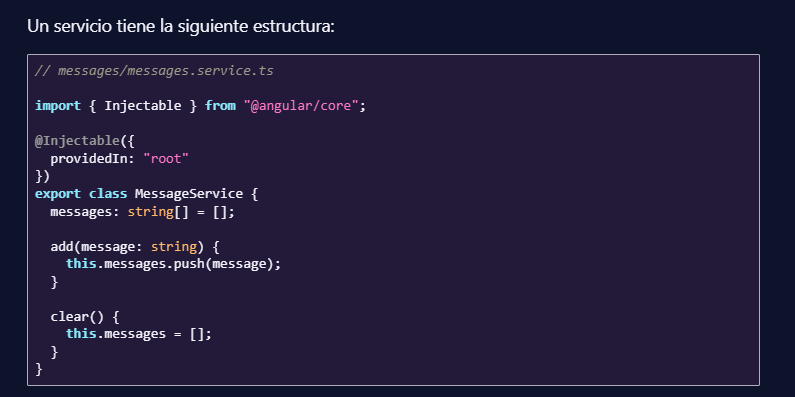 Un servicio tiene la siguiente estructura:
// messages/messages.service.ts
import { Injectable } from "@angular/core";
@Injectable({
  providedIn: "root"
})
export class MessageService {
  messages: string[] = [];
  add(message: string) {
    this.messages.push(message);
  }
  clear() {
    this.messages = [];
  }
}